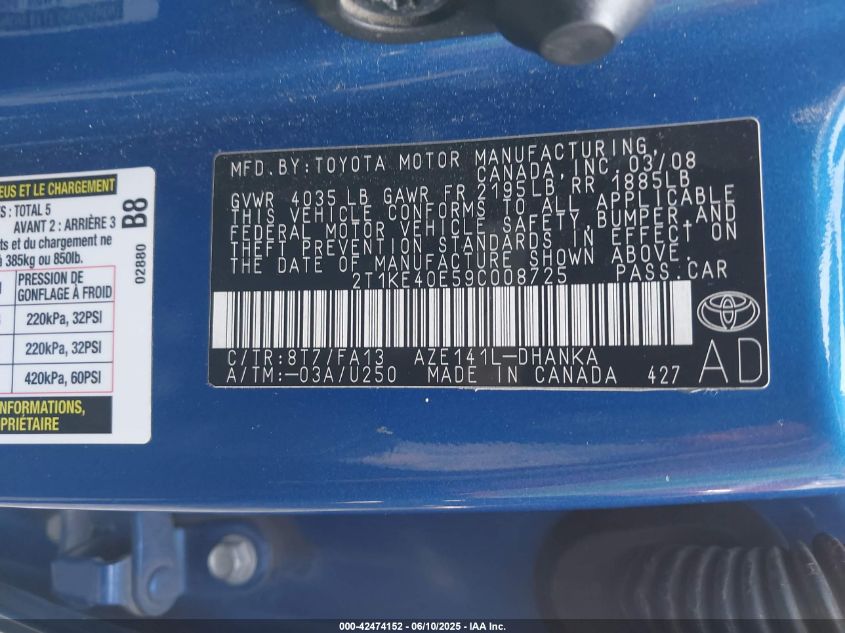 MFD.BY:TOYOTA MOTOR MANUFACTURING,
CANADA,INC.03/08
GVWR 4035 LB GAWR FR 2195LB, RR 1885LB
THIS VEHICLE CONFORMS TO ALL APPLICABLE
FEDERAL MOTOR VEHICLE SAFETY, BUMPER, AND
THEFT PREVENTION STANDARDS IN EFFECT ON
THE DATE OF MANUFACTURE SHOWN ABOVE.
2T1KE40E59C008725 PASS.CAR
C/TR:8T7/FA13 AZE141L-DHANKA
A/TM:-03A/U250 MADE IN CANADA 427
AD
EUS ET LE CHARGEMENT
S : TOTAL 5
AVANT 2 : ARRIÈRE 3
ts et du chargement ne
à 385kg ou 850lb.
PRESSION DE
GONFLAGE À FROID
220kPa, 32PSI
220kPa, 32PSI
420kPa, 60PSI
INFORMATIONS,
PRIÉTAIRE
B8
02880
000-42474152 - 06/10/2025 - IAA Inc.